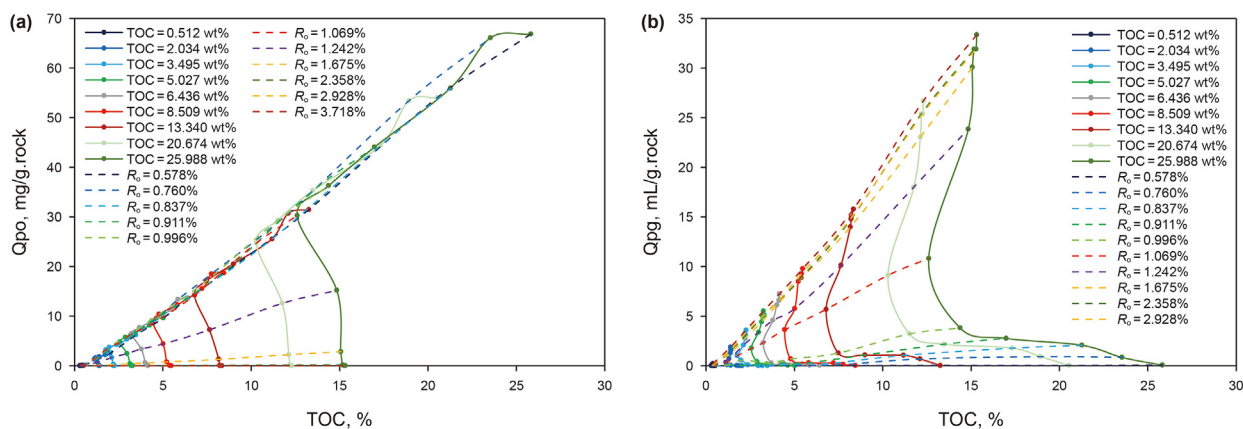 (a)
70
60
50
40
30
20
10
0
Qpo, mg/g.rock
TOC = 0.512 wt%
TOC = 2.034 wt%
TOC = 3.495 wt%
TOC = 5.027 wt%
TOC = 6.436 wt%
TOC = 8.509 wt%
TOC = 13.340 wt%
TOC = 20.674 wt%
TOC = 25.988 wt%
Ro = 0.578%
Ro = 0.760%
Ro = 0.837%
Ro = 0.911%
Ro = 0.996%
Ro = 1.069%
Ro = 1.242%
Ro = 1.675%
Ro = 2.358%
Ro = 2.928%
Ro = 3.718%
0 5 10 15 20 25 30
TOC, %
(b)
35
30
25
20
15
10
5
0
Qpg, mL/g.rock
TOC = 0.512 wt%
TOC = 2.034 wt%
TOC = 3.495 wt%
TOC = 5.027 wt%
TOC = 6.436 wt%
TOC = 8.509 wt%
TOC = 13.340 wt%
TOC = 20.674 wt%
TOC = 25.988 wt%
Ro = 0.578%
Ro = 0.760%
Ro = 0.837%
Ro = 0.911%
Ro = 0.996%
Ro = 1.069%
Ro = 1.242%
Ro = 1.675%
Ro = 2.358%
Ro = 2.928%
0 5 10 15 20 25 30
TOC, %